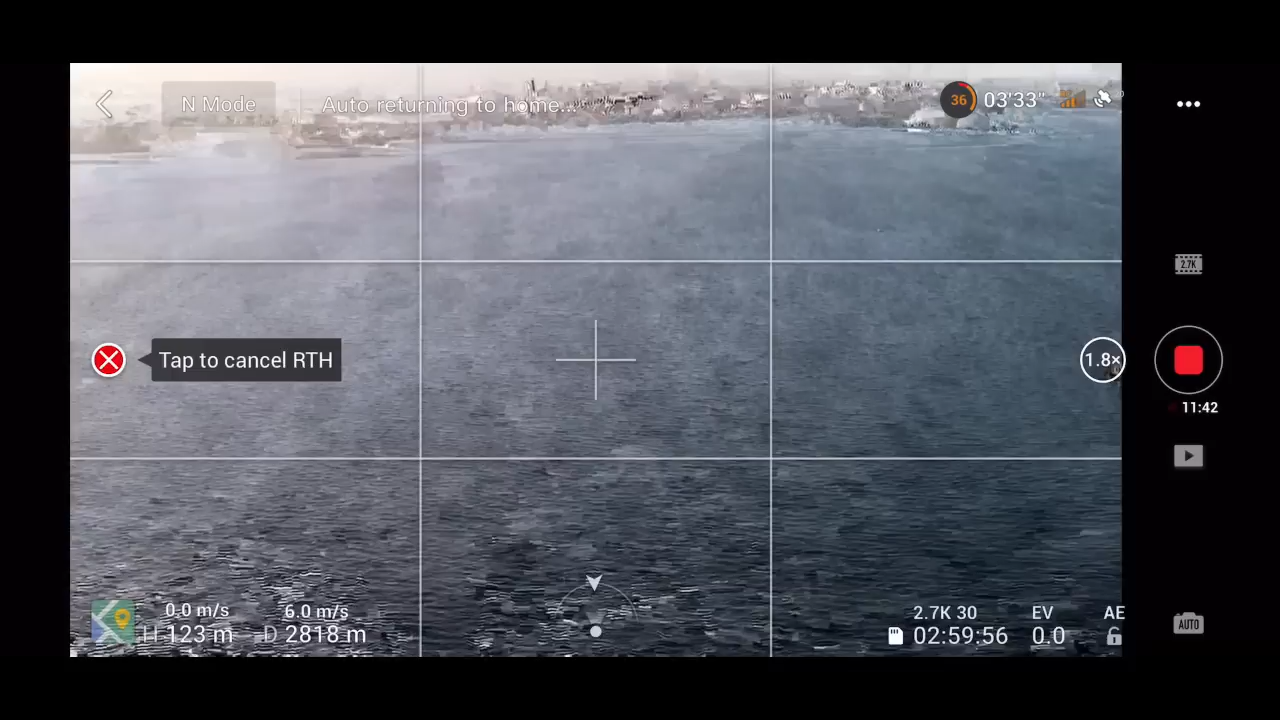 N Mode
Auto returning to home...
36
03'33"
2.7K
Tap to cancel RTH
1.8×
11:42
0.0 m/s
6.0 m/s
H 123 m
D 2818 m
2.7K 30
EV
AE
02:59:56
0.0
AUTO